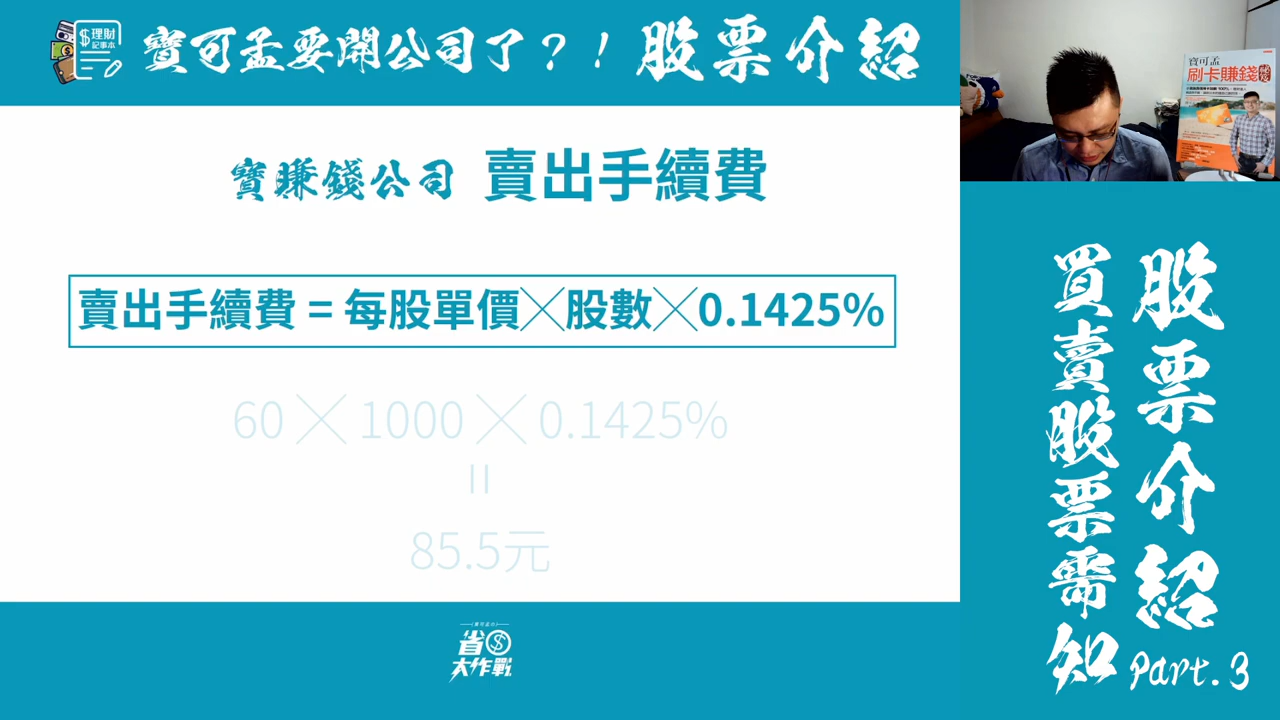 理財
記事本
寶可孟要開公司了？！股票介紹
寶賺錢公司 賣出手續費
賣出手續費 = 每股單價╳股數╳0.1425%
60 ╳ 1000 ╳ 0.1425%
=
85.5元
省$
大作戰
寶可孟
刷卡賺錢
股票介紹 Part.3
買賣股票需知